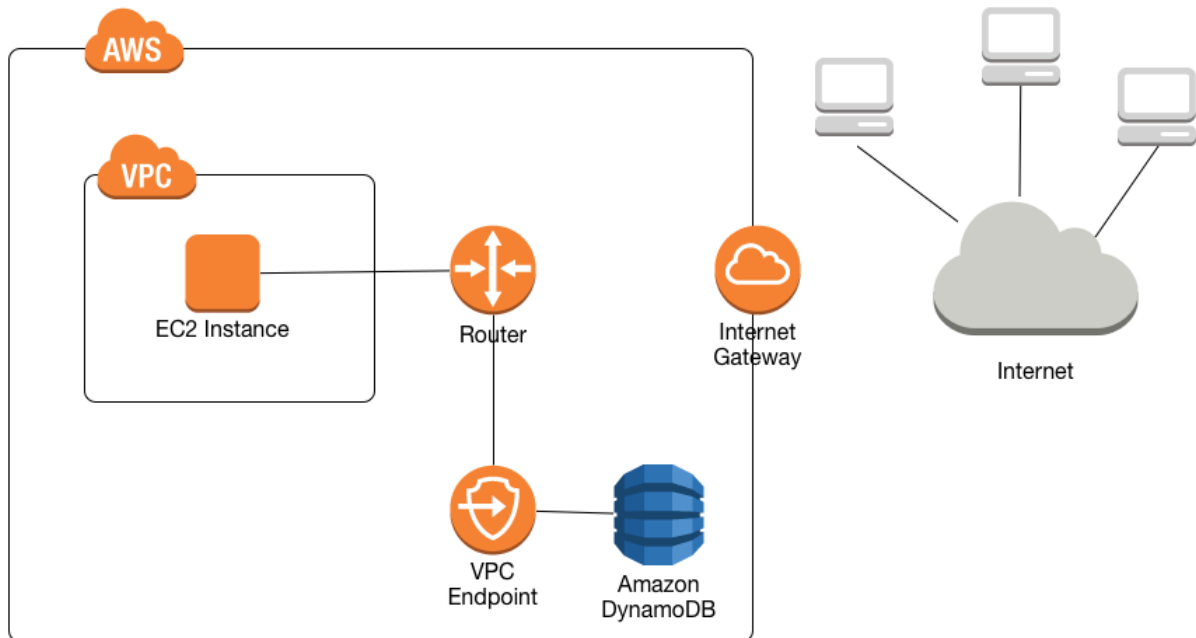 AWS
VPC
EC2 Instance
Router
Internet
Gateway
Internet
VPC
Endpoint
Amazon
DynamoDB